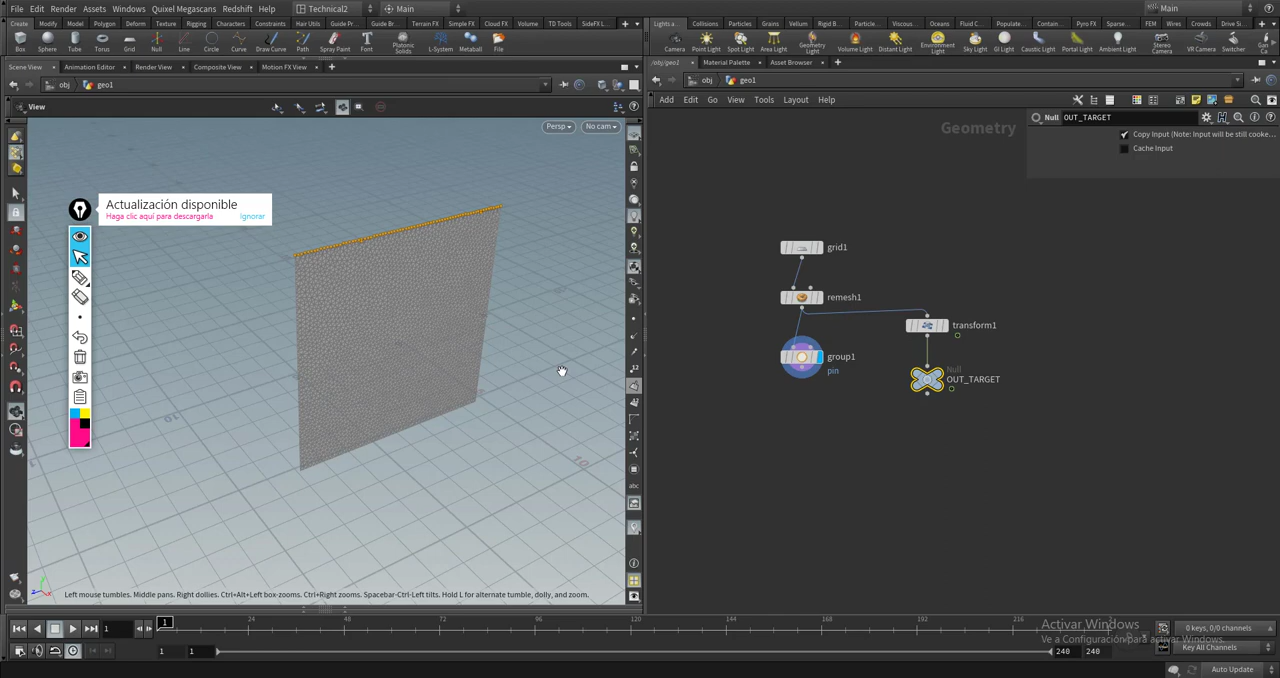 File Edit Render Assets Windows Quixel Megascans Redshift Help Technical2 Main Main
Create Modify Model Polygon Deform Texture Rigging Characters Constraints Hair Utils Guide Pr... Guide Br... Terrain FX Simple FX Cloud FX Volume TD Tools SideFX L...
Lights a... Collisions Particles Grains Vellum Rigid B... Particle... Viscous... Oceans Fluid C... Populate... Contain... Pyro FX Sparse... FEM Wires Crowds Drive Si...
Box Sphere Tube Torus Grid Null Line Circle Curve Draw Curve Path Spray Paint Font Platonic Solids L-System Metaball File
Camera Point Light Spot Light Area Light Geometry Light Volume Light Distant Light Environment Light Sky Light GI Light Caustic Light Portal Light Ambient Light Stereo Camera VR Camera Switcher
Scene View Animation Editor Render View Composite View Motion FX View
/obj/geo1 Material Palette Asset Browser
obj geo1
obj geo1
View
Add Edit Go View Tools Layout Help
Persp No cam
Geometry
Null OUT_TARGET
Copy Input (Note: Input will be still cooke...
Cache Input
Actualización disponible
Haga clic aquí para descargarla Ignorar
grid1
remesh1
transform1
group1
pin
Null
OUT_TARGET
10
10
abc
Left mouse tumbles. Middle pans. Right dollies. Ctrl+Alt+Left box-zooms. Ctrl+Right zooms. Spacebar-Ctrl-Left tilts. Hold L for alternate tumble, dolly, and zoom.
1 1 24 48 72 96 120 144 168 192 216
Activar Windows
Ve a Configuración para activar Windows.
0 keys, 0/0 channels
1 1 240 240 Key All Channels
Auto Update